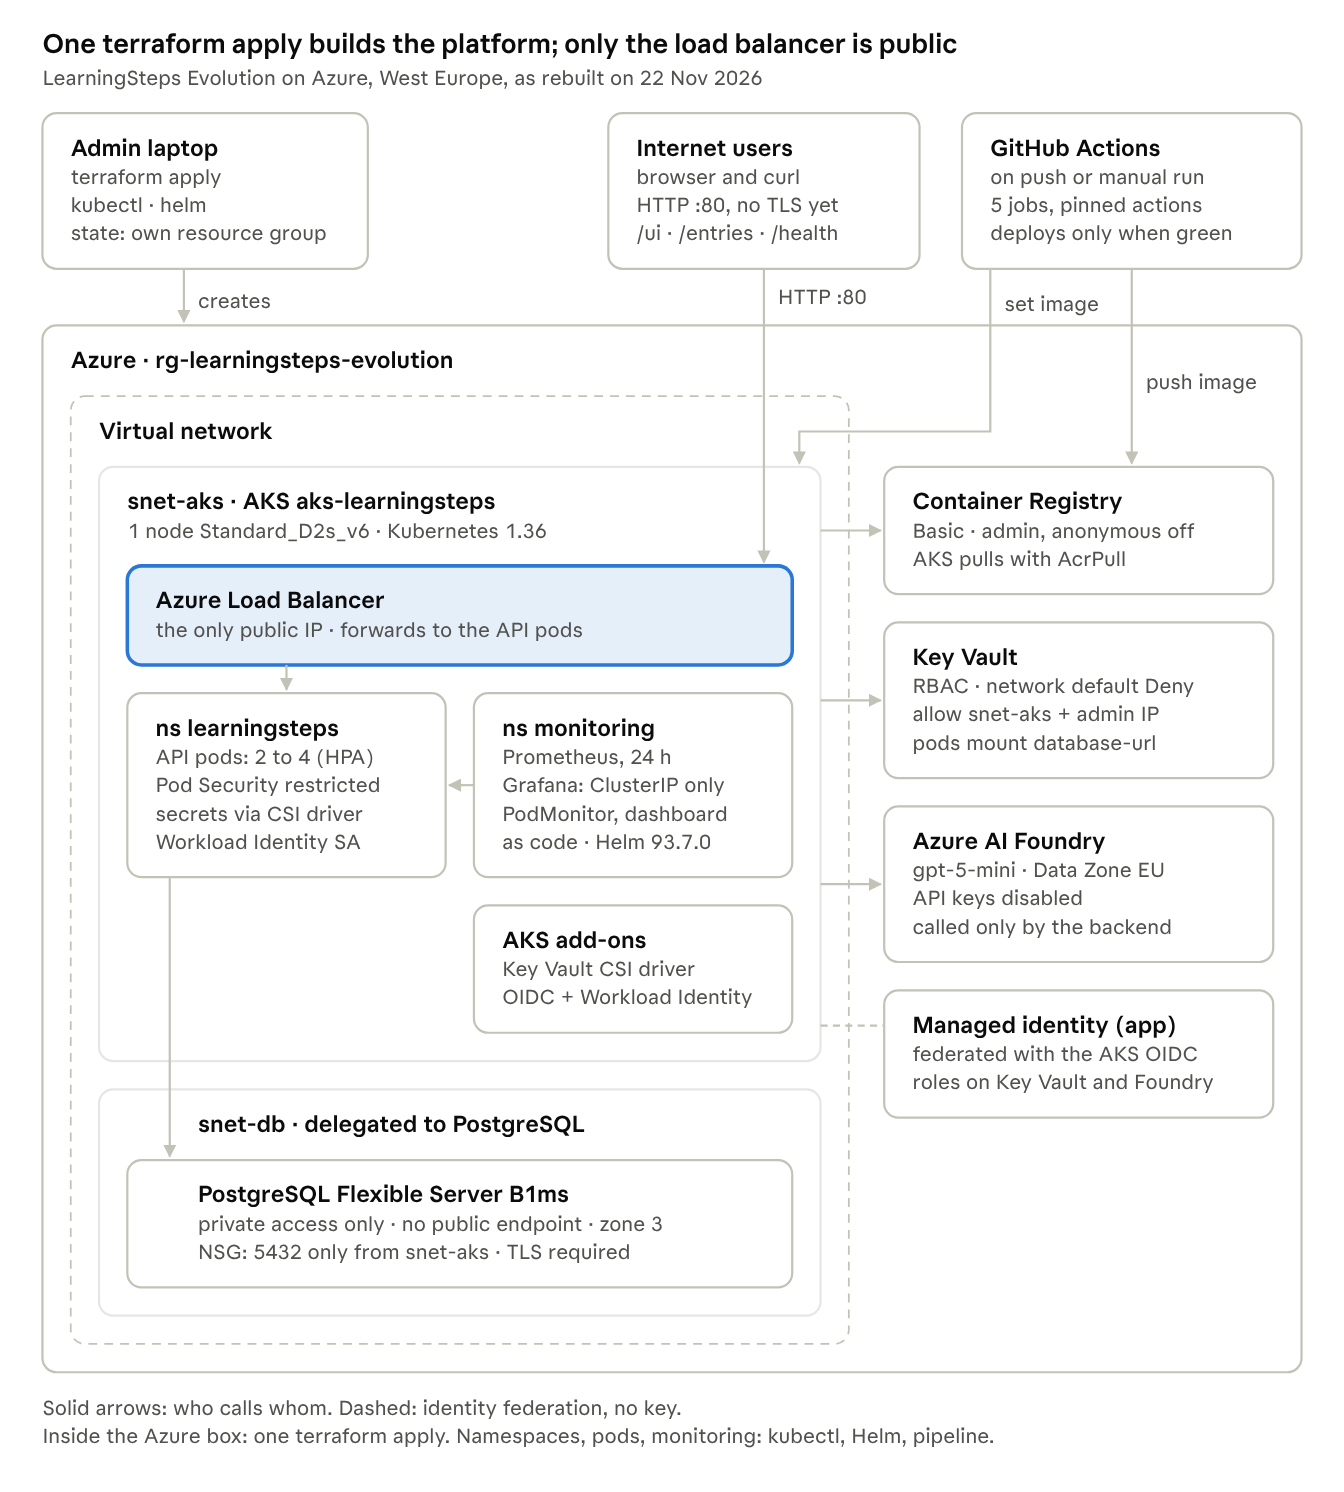 One terraform apply builds the platform; only the load balancer is public
LearningSteps Evolution on Azure, West Europe, as rebuilt on 22 Nov 2026
Admin laptop
terraform apply
kubectl · helm
state: own resource group
Internet users
browser and curl
HTTP :80, no TLS yet
/ui · /entries · /health
GitHub Actions
on push or manual run
5 jobs, pinned actions
deploys only when green
creates
HTTP :80
set image
push image
Azure · rg-learningsteps-evolution
Virtual network
snet-aks · AKS aks-learningsteps
1 node Standard_D2s_v6 · Kubernetes 1.36
Azure Load Balancer
the only public IP · forwards to the API pods
ns learningsteps
API pods: 2 to 4 (HPA)
Pod Security restricted
secrets via CSI driver
Workload Identity SA
ns monitoring
Prometheus, 24 h
Grafana: ClusterIP only
PodMonitor, dashboard
as code · Helm 93.7.0
AKS add-ons
Key Vault CSI driver
OIDC + Workload Identity
Container Registry
Basic · admin, anonymous off
AKS pulls with AcrPull
Key Vault
RBAC · network default Deny
allow snet-aks + admin IP
pods mount database-url
Azure AI Foundry
gpt-5-mini · Data Zone EU
API keys disabled
called only by the backend
Managed identity (app)
federated with the AKS OIDC
roles on Key Vault and Foundry
snet-db · delegated to PostgreSQL
PostgreSQL Flexible Server B1ms
private access only · no public endpoint · zone 3
NSG: 5432 only from snet-aks · TLS required
Solid arrows: who calls whom. Dashed: identity federation, no key.
Inside the Azure box: one terraform apply. Namespaces, pods, monitoring: kubectl, Helm, pipeline.